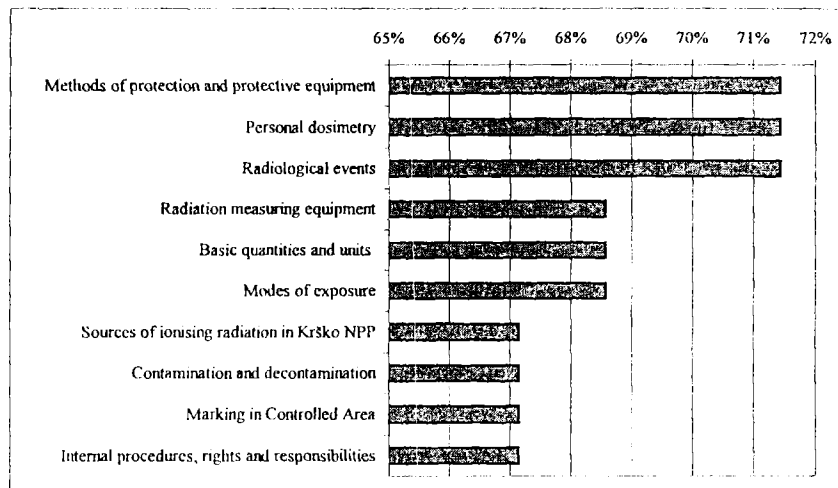 65% 66% 67% 68% 69% 70% 71% 72%
Methods of protection and protective equipment
Personal dosimetry
Radiological events
Radiation measuring equipment
Basic quantities and units
Modes of exposure
Sources of ionising radiation in Krško NPP
Contamination and decontamination
Marking in Controlled Area
Internal procedures, rights and responsibilities